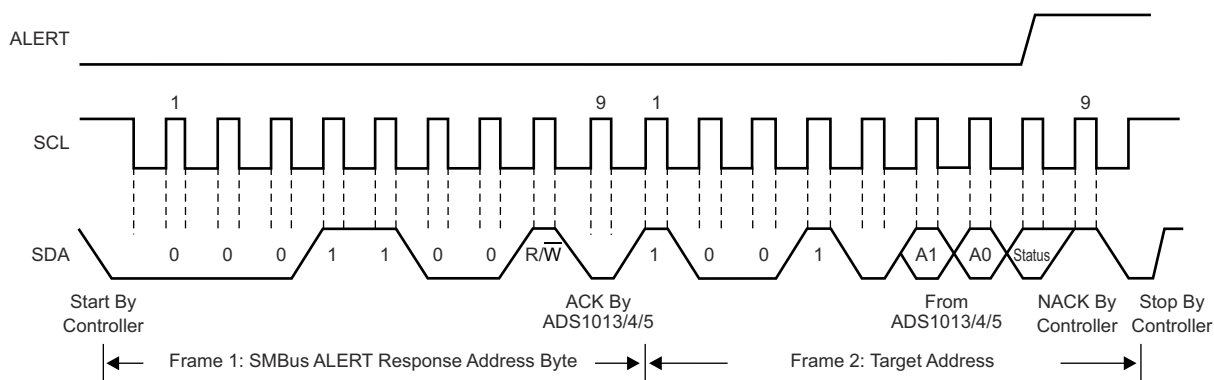 ALERT
1 9 1 9
SCL
SDA 0 0 0 1 1 0 0 R/W 1 0 0 1 A1 A0 Status
Start By
Controller
ACK By
ADS1013/4/5
From
ADS1013/4/5
NACK By
Controller
Stop By
Controller
Frame 1: SMBus ALERT Response Address Byte
Frame 2: Target Address